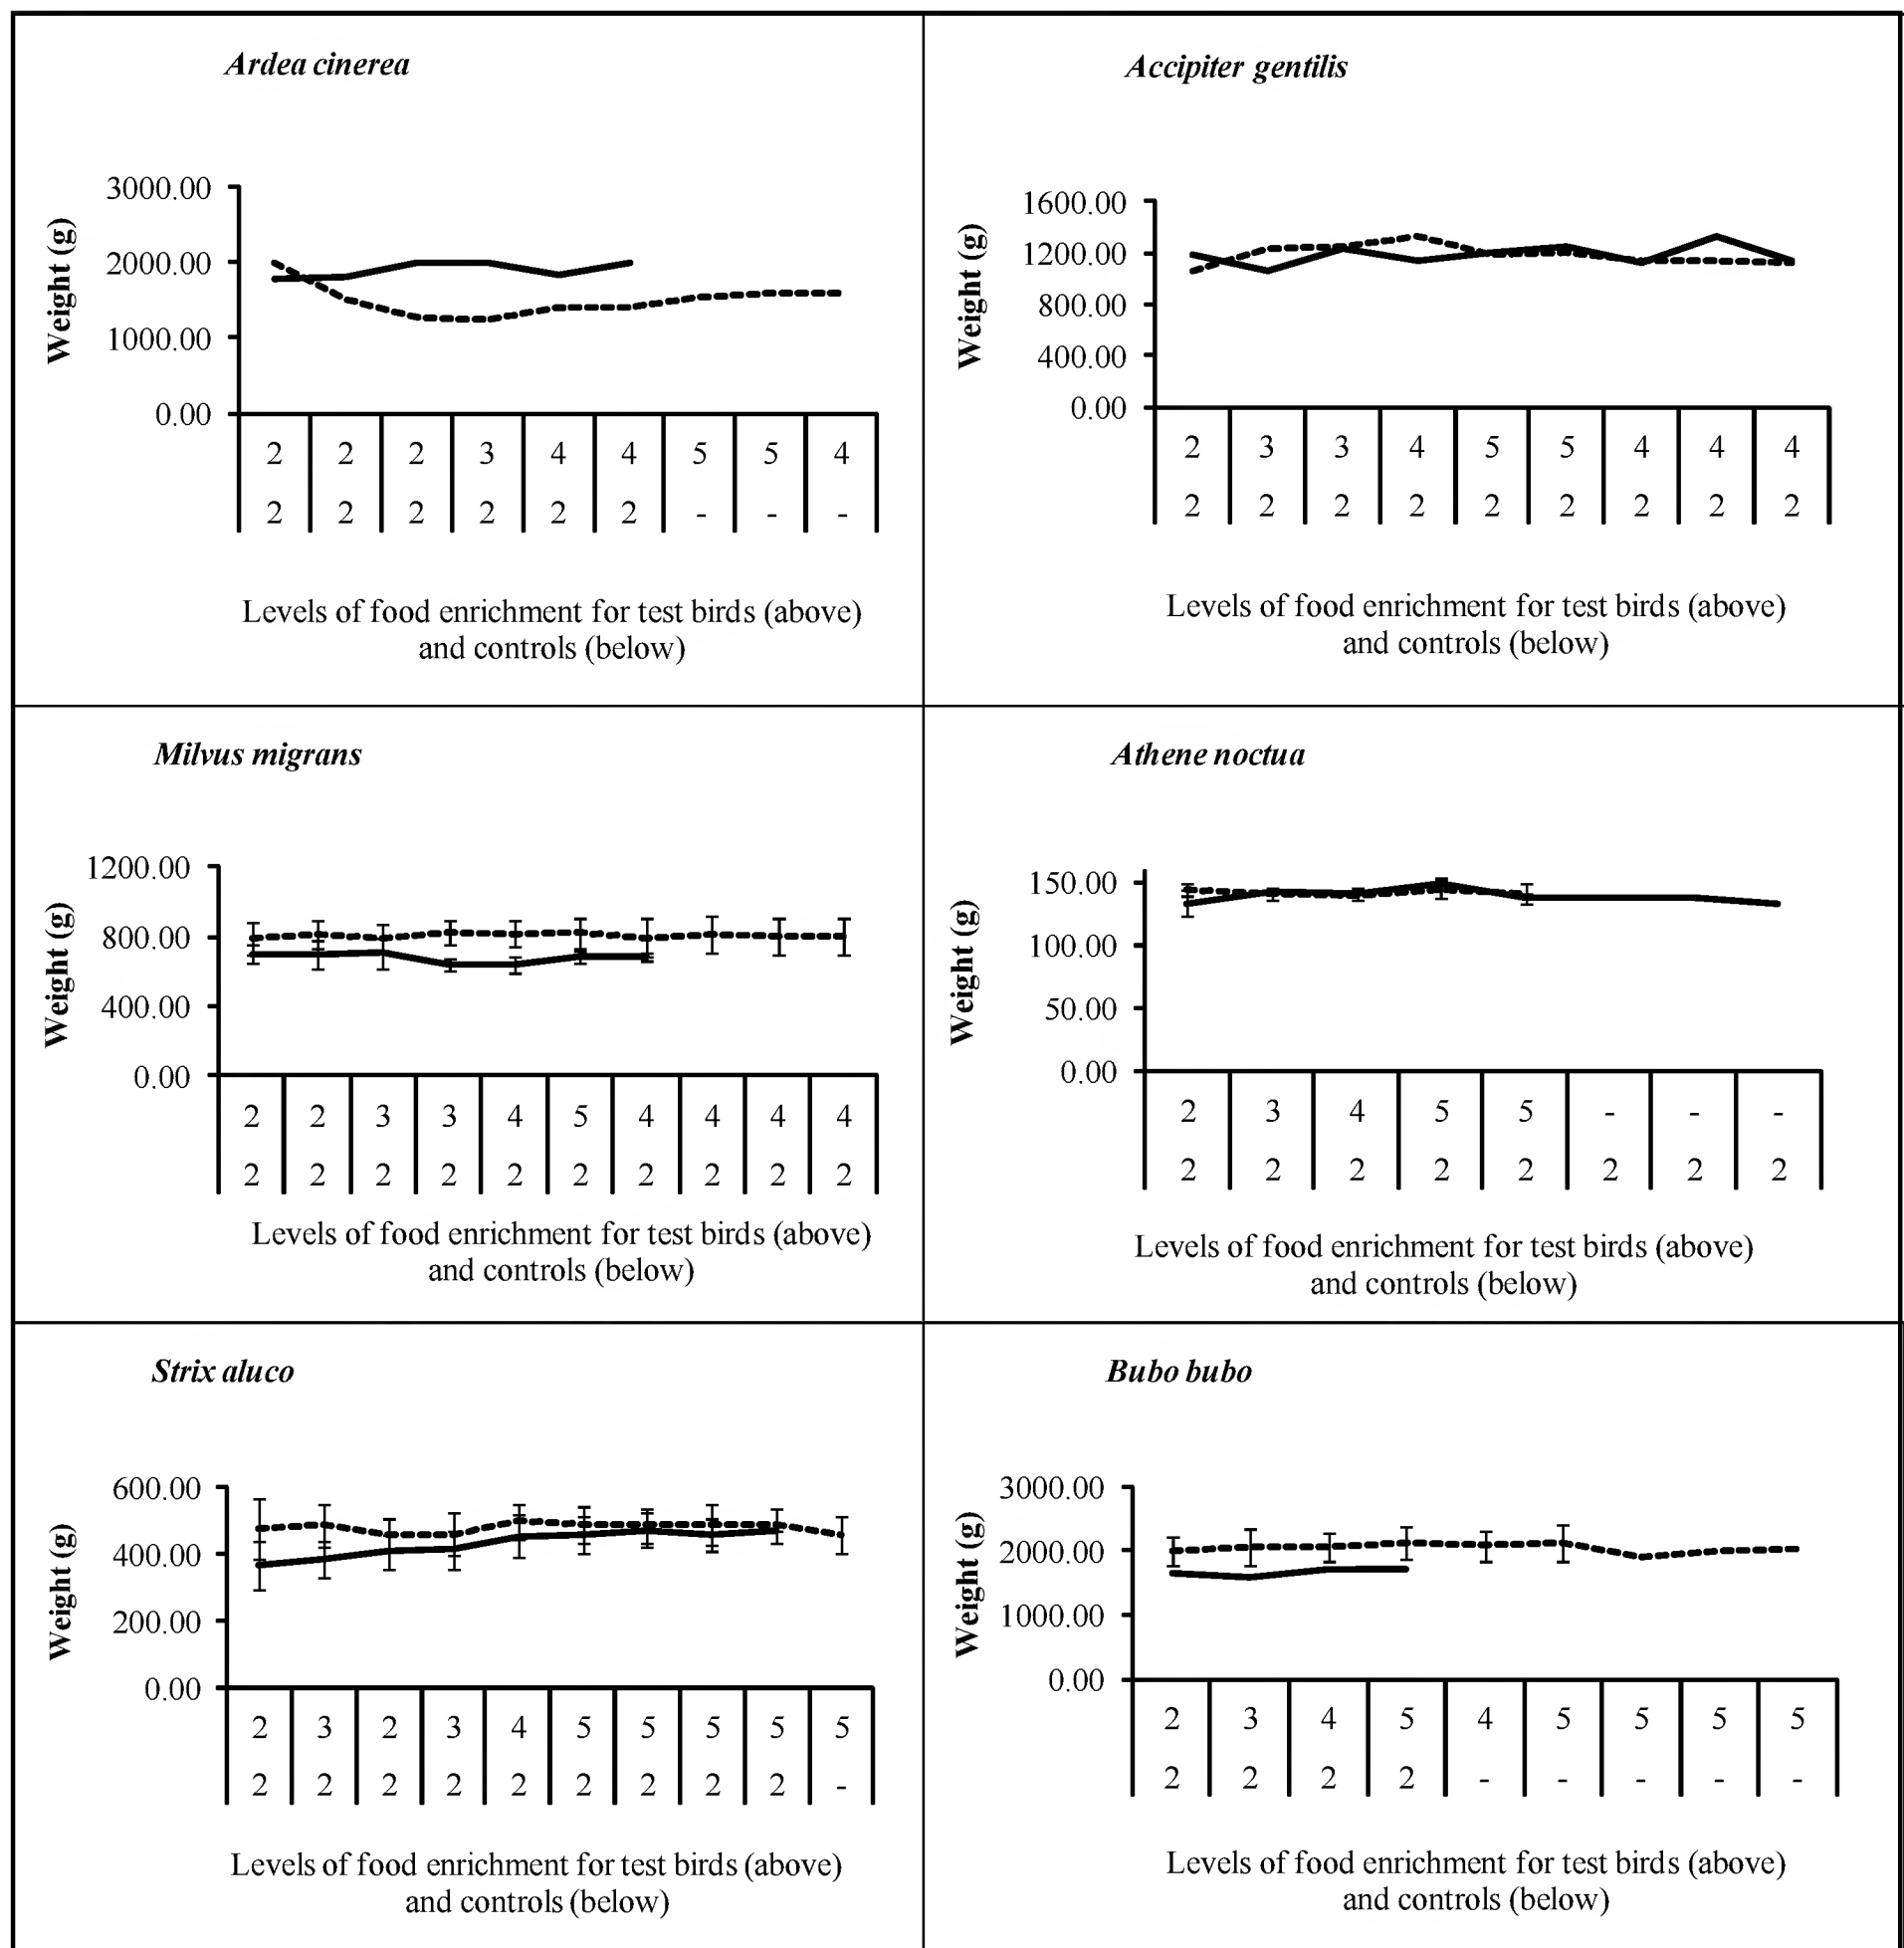 Ardea cinerea
Weight (g)
3000.00
2000.00
1000.00
0.00
2 2 2 3 4 4 5 5 4
2 2 2 2 2 2 - - -
Levels of food enrichment for test birds (above)
and controls (below)
Accipiter gentilis
Weight (g)
1600.00
1200.00
800.00
400.00
0.00
2 3 3 4 5 5 4 4 4
2 2 2 2 2 2 2 2 2
Levels of food enrichment for test birds (above)
and controls (below)
Milvus migrans
Weight (g)
1200.00
800.00
400.00
0.00
2 2 3 3 4 5 4 4 4 4
2 2 2 2 2 2 2 2 2 2
Levels of food enrichment for test birds (above)
and controls (below)
Athene noctua
Weight (g)
150.00
100.00
50.00
0.00
2 3 4 5 5 - - -
2 2 2 2 2 2 2 2
Levels of food enrichment for test birds (above)
and controls (below)
Strix aluco
Weight (g)
600.00
400.00
200.00
0.00
2 3 2 3 4 5 5 5 5 5
2 2 2 2 2 2 2 2 2 -
Levels of food enrichment for test birds (above)
and controls (below)
Bubo bubo
Weight (g)
3000.00
2000.00
1000.00
0.00
2 3 4 5 4 5 5 5 5
2 2 2 2 - - - - -
Levels of food enrichment for test birds (above)
and controls (below)